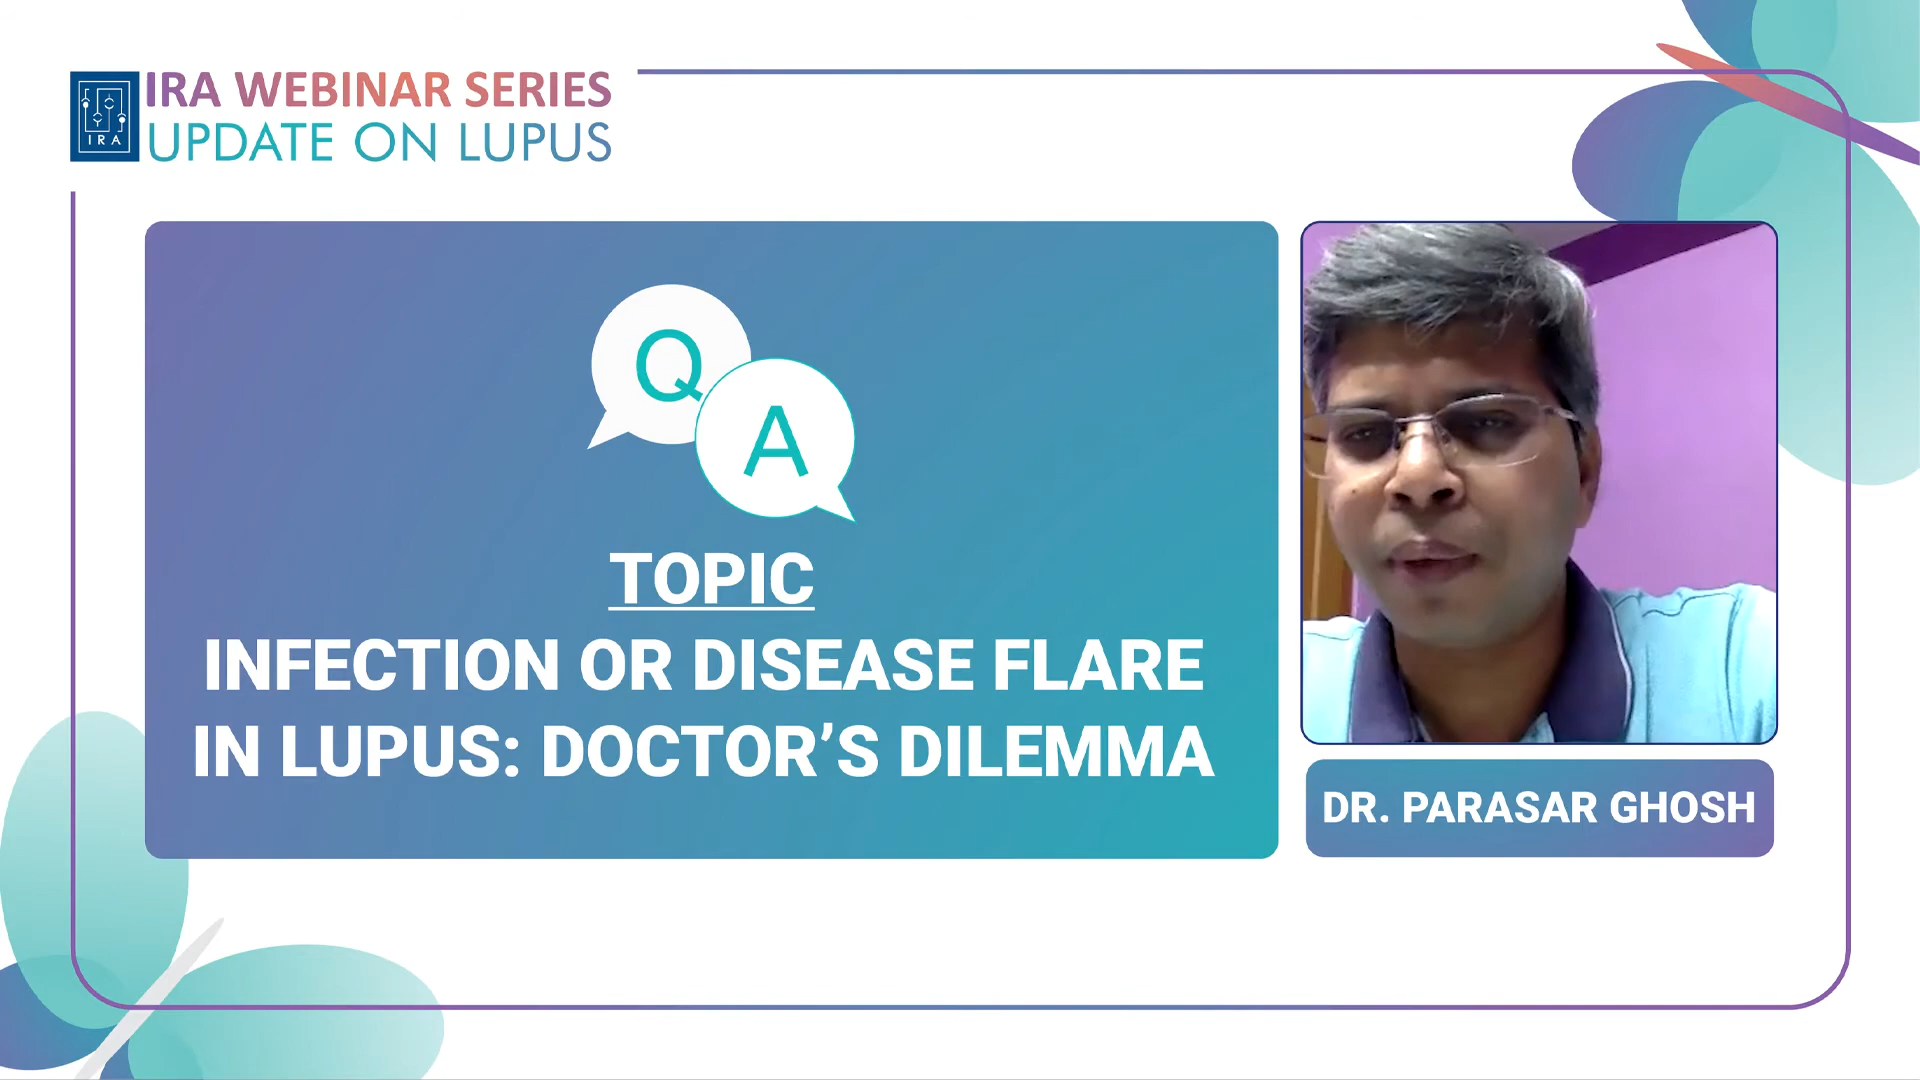 IRA
IRA WEBINAR SERIES
UPDATE ON LUPUS
Q
A
TOPIC
INFECTION OR DISEASE FLARE
IN LUPUS: DOCTOR’S DILEMMA
DR. PARASAR GHOSH